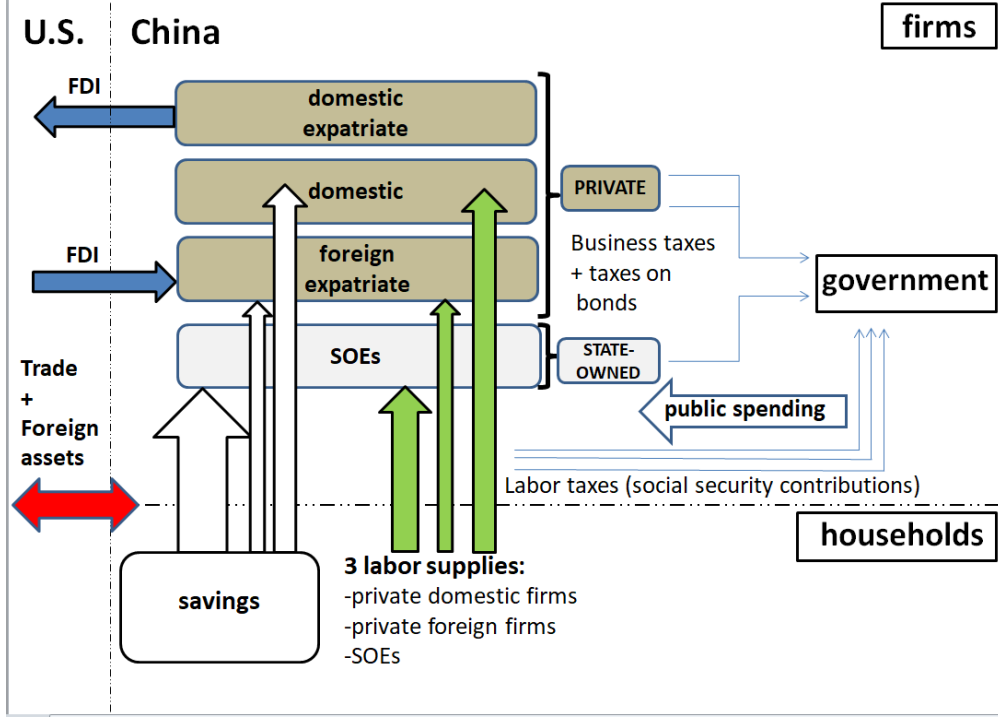 U.S.
China
firms
FDI
domestic
expatriate
domestic
PRIVATE
FDI
foreign
expatriate
Business taxes
+ taxes on
bonds
government
SOEs
STATE-
OWNED
Trade
+
Foreign
assets
public spending
Labor taxes (social security contributions)
households
savings
3 labor supplies:
-private domestic firms
-private foreign firms
-SOEs